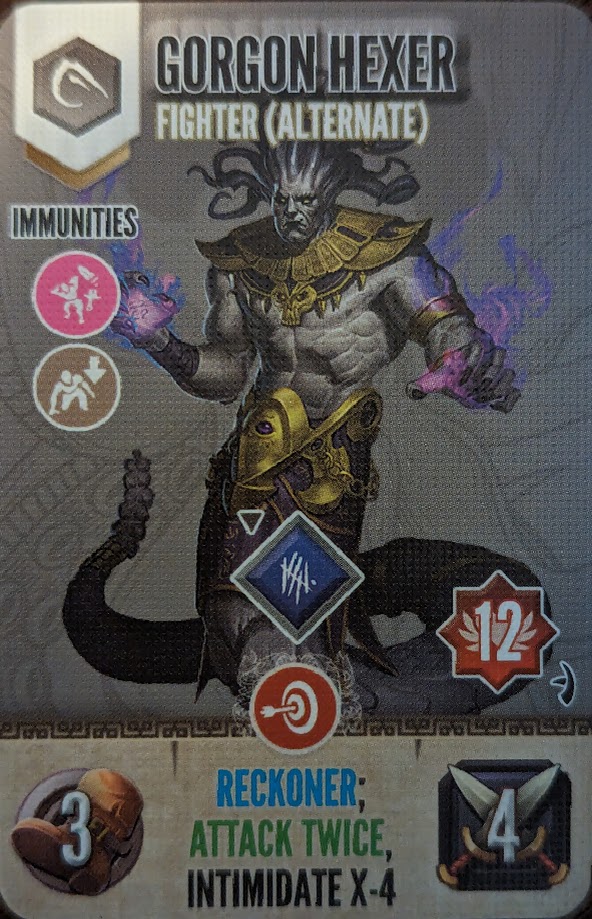 GORGON HEXER
FIGHTER (ALTERNATE)
IMMUNITIES
12
3
RECKONER;
ATTACK TWICE,
INTIMIDATE X-4
4